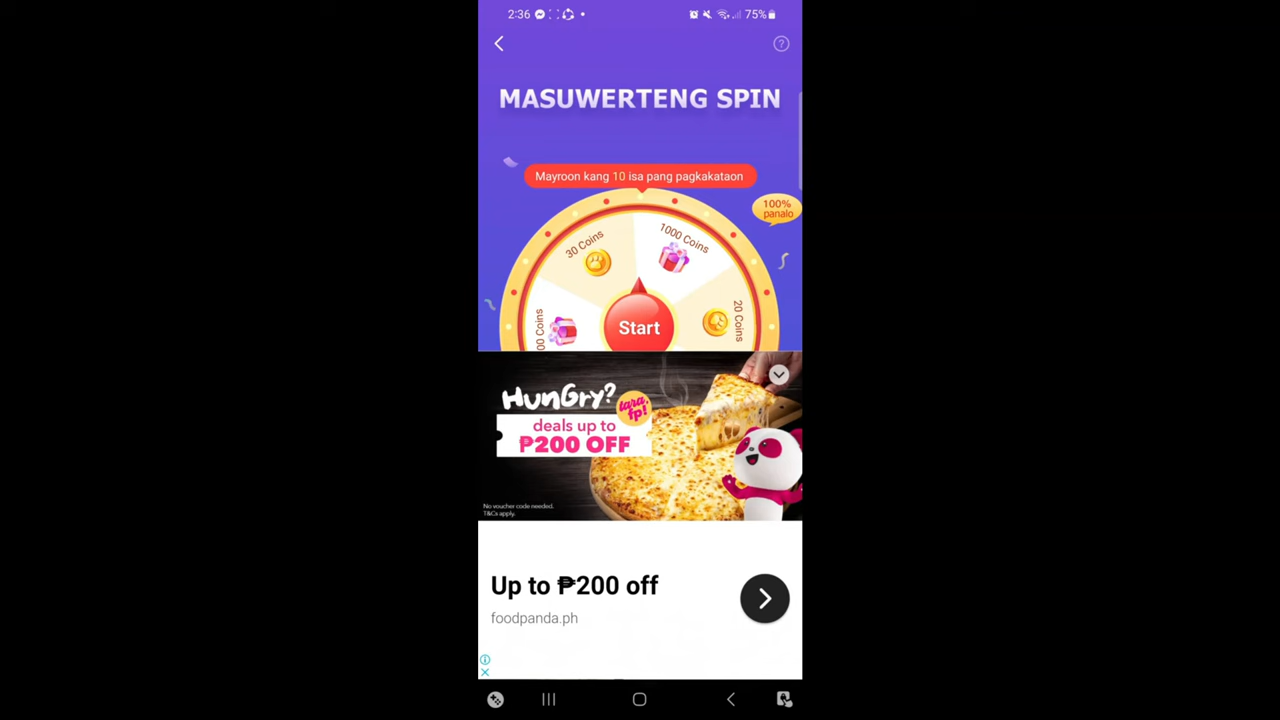 2:36
75%
?
MASUWERTENG SPIN
Mayroon kang 10 isa pang pagkakataon
100%
panalo
30 Coins
1000 Coins
20 Coins
00 Coins
Start
HunGry?
tara,
fp!
deals up to
₱200 OFF
No voucher code needed.
T&Cs apply.
Up to ₱200 off
foodpanda.ph